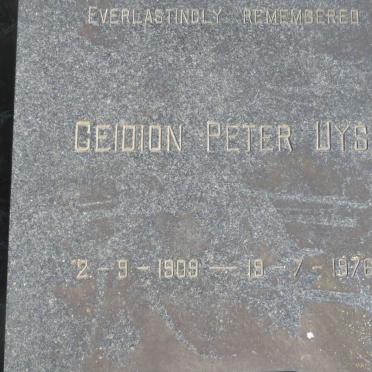 EVERLASTINGLY REMEMBERED
GEIDION PETER UYS
2 - 9 - 1909 — 19 - 7 - 1976